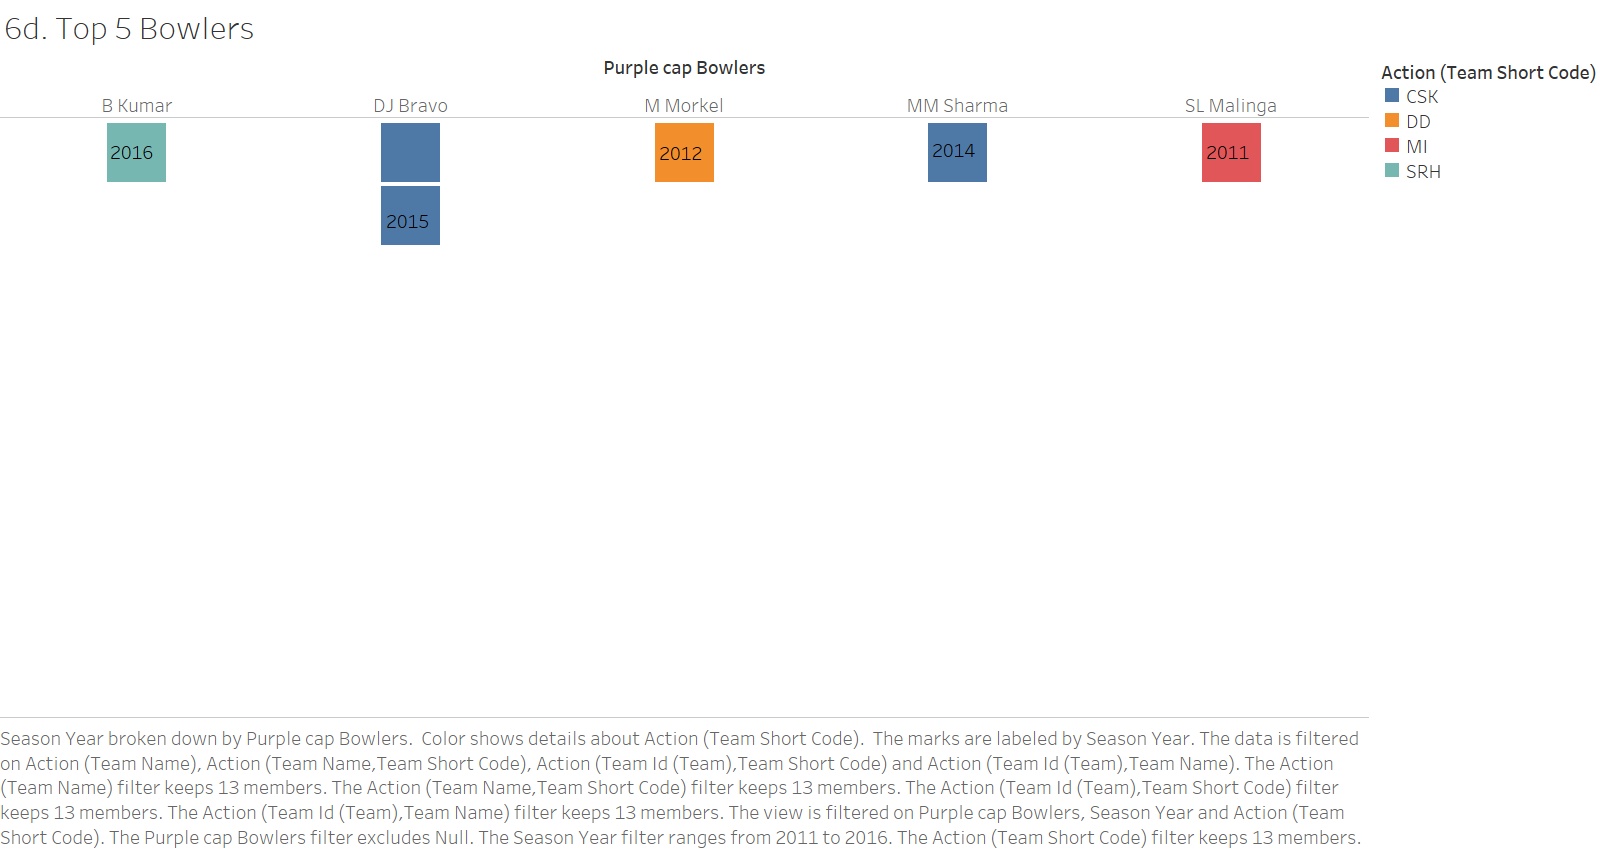 6d. Top 5 Bowlers
Purple cap Bowlers
B Kumar DJ Bravo M Morkel MM Sharma SL Malinga
2016 2012 2014 2011
2015
Action (Team Short Code)
CSK
DD
MI
SRH
Season Year broken down by Purple cap Bowlers.  Color shows details about Action (Team Short Code).  The marks are labeled by Season Year. The data is filtered
on Action (Team Name), Action (Team Name,Team Short Code), Action (Team Id (Team),Team Short Code) and Action (Team Id (Team),Team Name). The Action
(Team Name) filter keeps 13 members. The Action (Team Name,Team Short Code) filter keeps 13 members. The Action (Team Id (Team),Team Short Code) filter
keeps 13 members. The Action (Team Id (Team),Team Name) filter keeps 13 members. The view is filtered on Purple cap Bowlers, Season Year and Action (Team
Short Code). The Purple cap Bowlers filter excludes Null. The Season Year filter ranges from 2011 to 2016. The Action (Team Short Code) filter keeps 13 members.